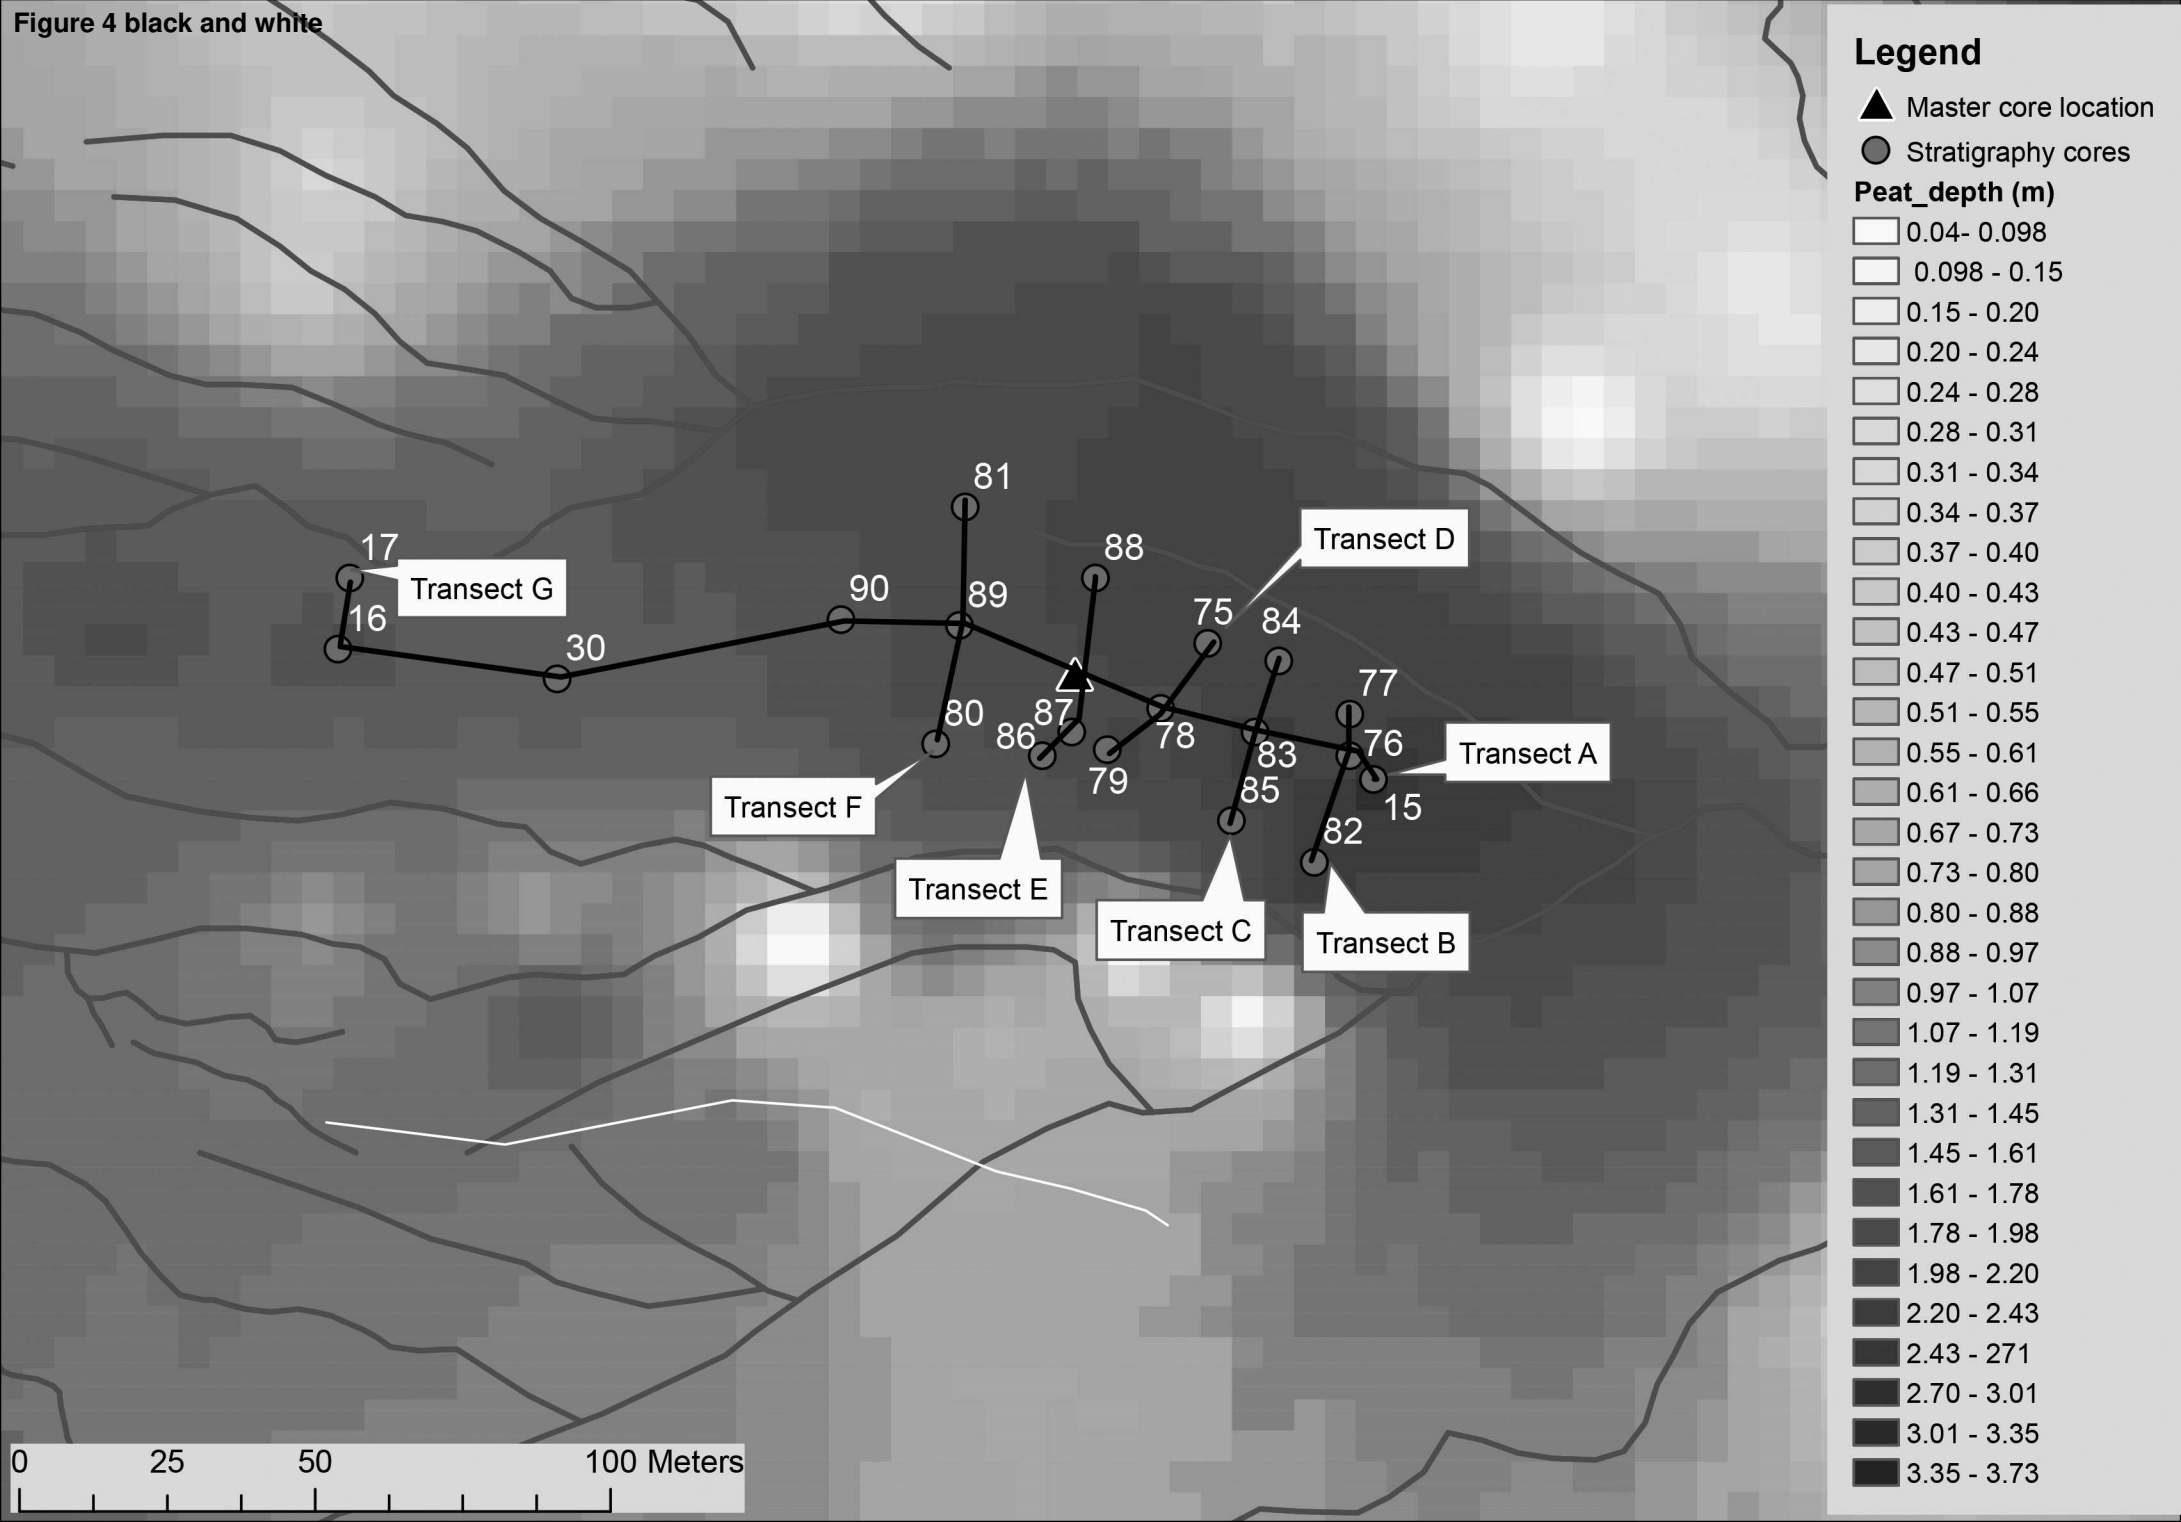 Figure 4 black and white
81
88
17
Transect G
16
30
90
89
Transect D
75
84
77
80
87
86
78
79
83
76
Transect A
85
15
82
Transect F
Transect E
Transect C
Transect B
0 25 50 100 Meters
Legend
Master core location
Stratigraphy cores
Peat_depth (m)
0.04- 0.098
0.098 - 0.15
0.15 - 0.20
0.20 - 0.24
0.24 - 0.28
0.28 - 0.31
0.31 - 0.34
0.34 - 0.37
0.37 - 0.40
0.40 - 0.43
0.43 - 0.47
0.47 - 0.51
0.51 - 0.55
0.55 - 0.61
0.61 - 0.66
0.67 - 0.73
0.73 - 0.80
0.80 - 0.88
0.88 - 0.97
0.97 - 1.07
1.07 - 1.19
1.19 - 1.31
1.31 - 1.45
1.45 - 1.61
1.61 - 1.78
1.78 - 1.98
1.98 - 2.20
2.20 - 2.43
2.43 - 271
2.70 - 3.01
3.01 - 3.35
3.35 - 3.73